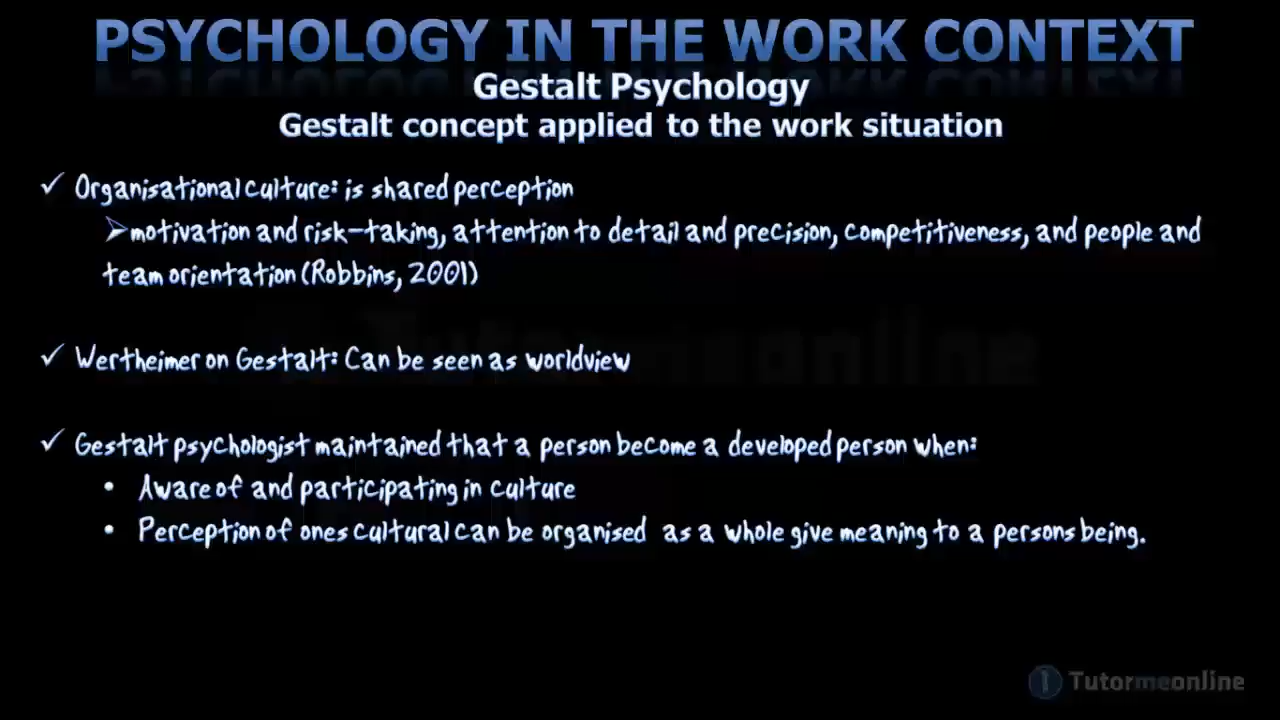 PSYCHOLOGY IN THE WORK CONTEXT
Gestalt Psychology
Gestalt concept applied to the work situation
✓ Organisational culture: is shared perception
➢motivation and risk-taking, attention to detail and precision, competitiveness, and people and
team orientation (Robbins, 2001)
✓ Wertheimer on Gestalt: Can be seen as worldview
✓ Gestalt psychologist maintained that a person become a developed person when:
• Aware of and participating in culture
• Perception of ones cultural can be organised as a whole give meaning to a persons being.
Tutormeonline